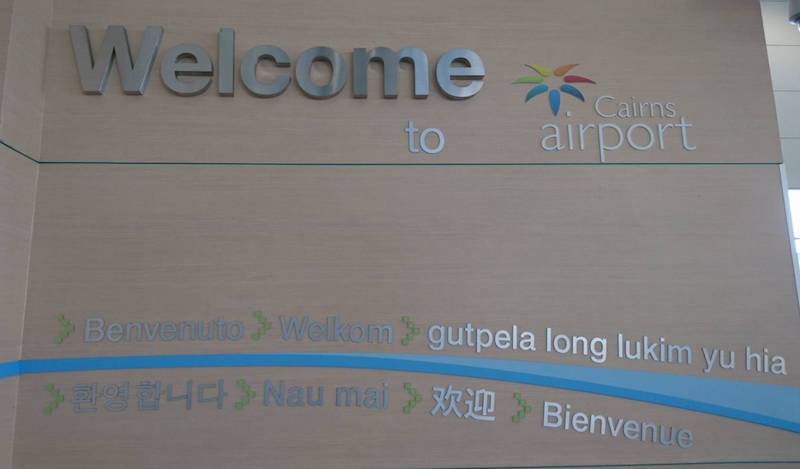 Welcome
to
Cairns
airport
Benvenuto Welkom gutpela long lukim yu hia
환영합니다 Nau mai 欢迎 Bienvenue